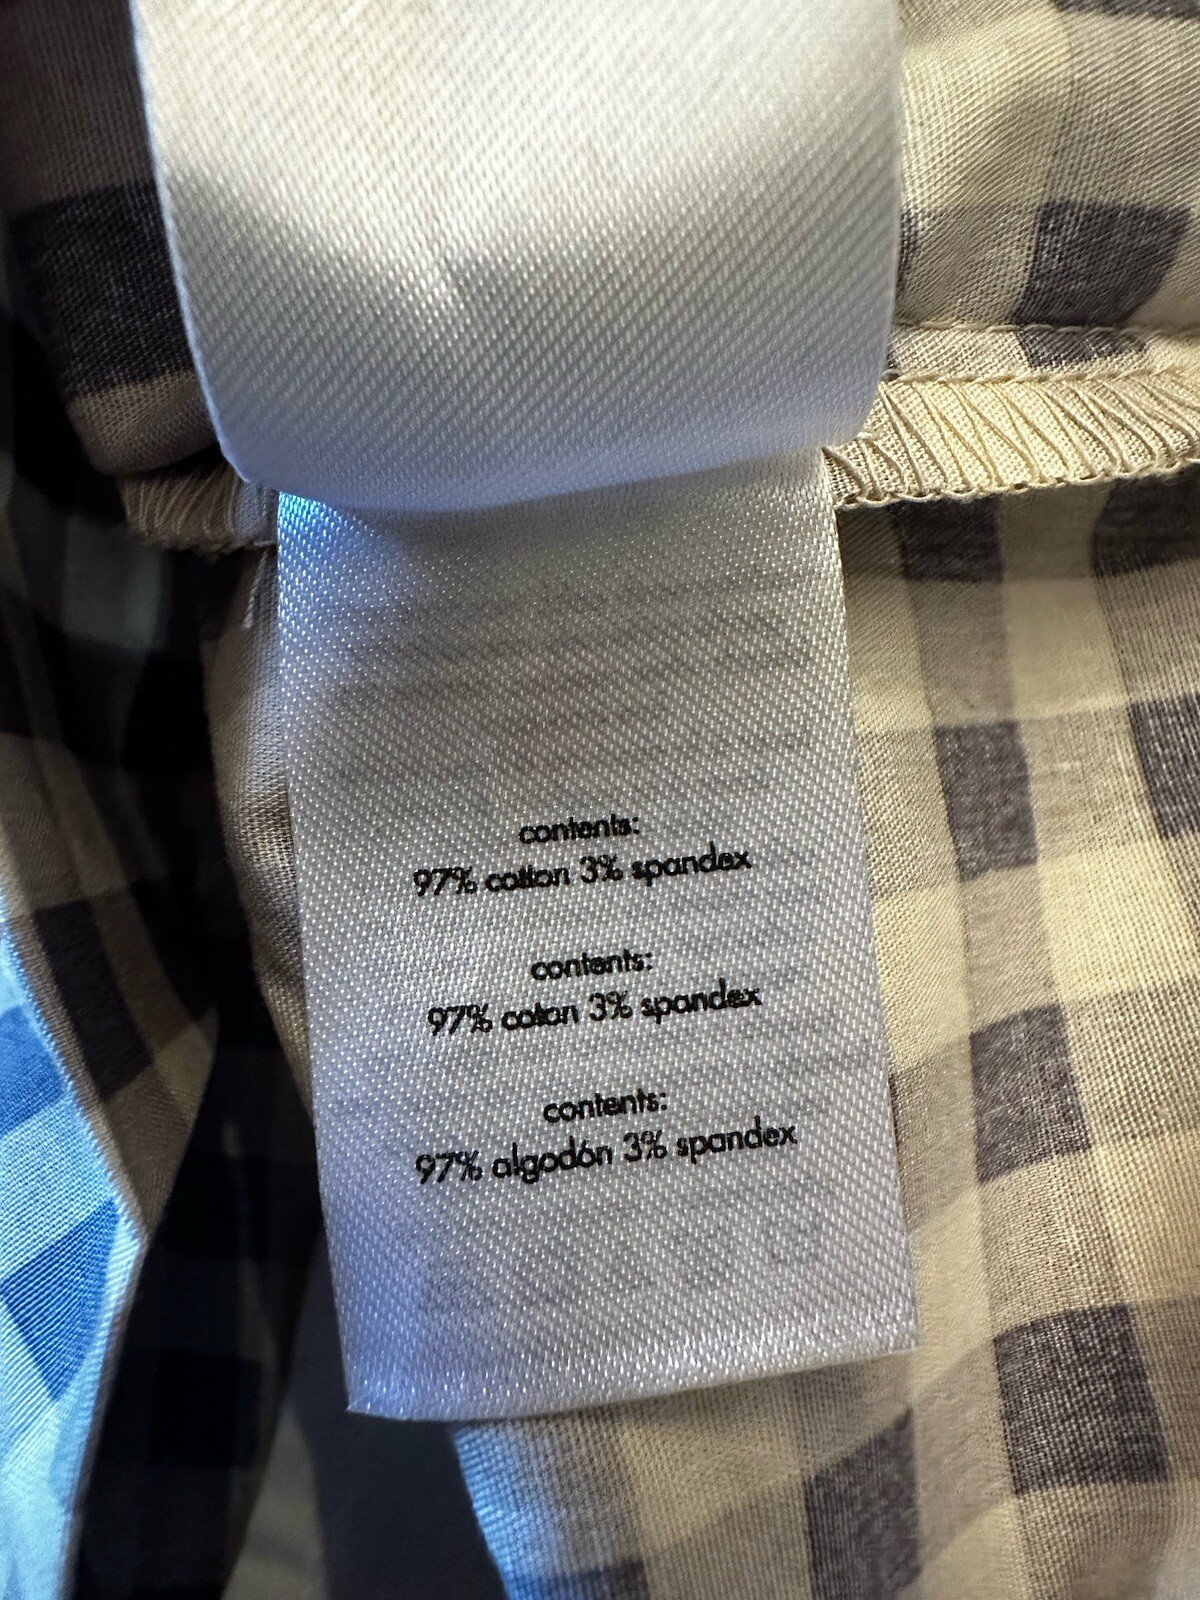 contents:
97% cotton 3% spandex
contents:
97% coton 3% spandex
contents:
97% algodón 3% spandex